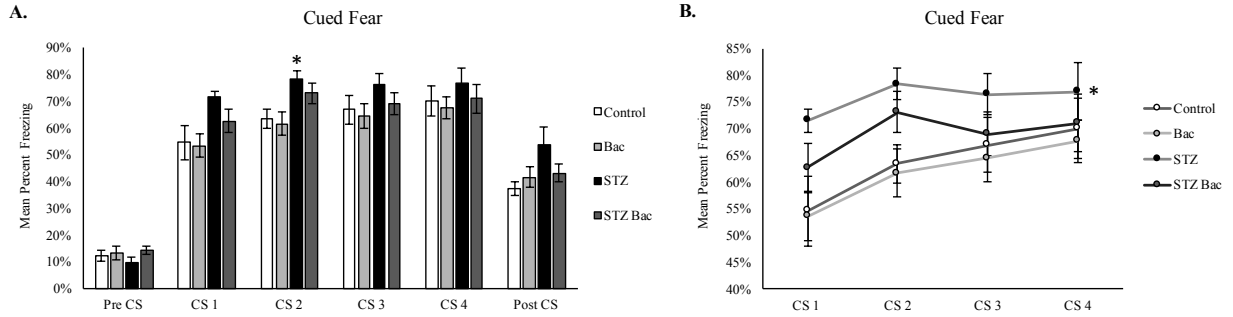 A.
Cued Fear
Mean Percent Freezing
90%
80%
70%
60%
50%
40%
30%
20%
10%
0%
*
Pre CS CS 1 CS 2 CS 3 CS 4 Post CS
Control
Bac
STZ
STZ Bac
B.
Cued Fear
Mean Percent Freezing
85%
80%
75%
70%
65%
60%
55%
50%
45%
40%
*
CS 1 CS 2 CS 3 CS 4
Control
Bac
STZ
STZ Bac